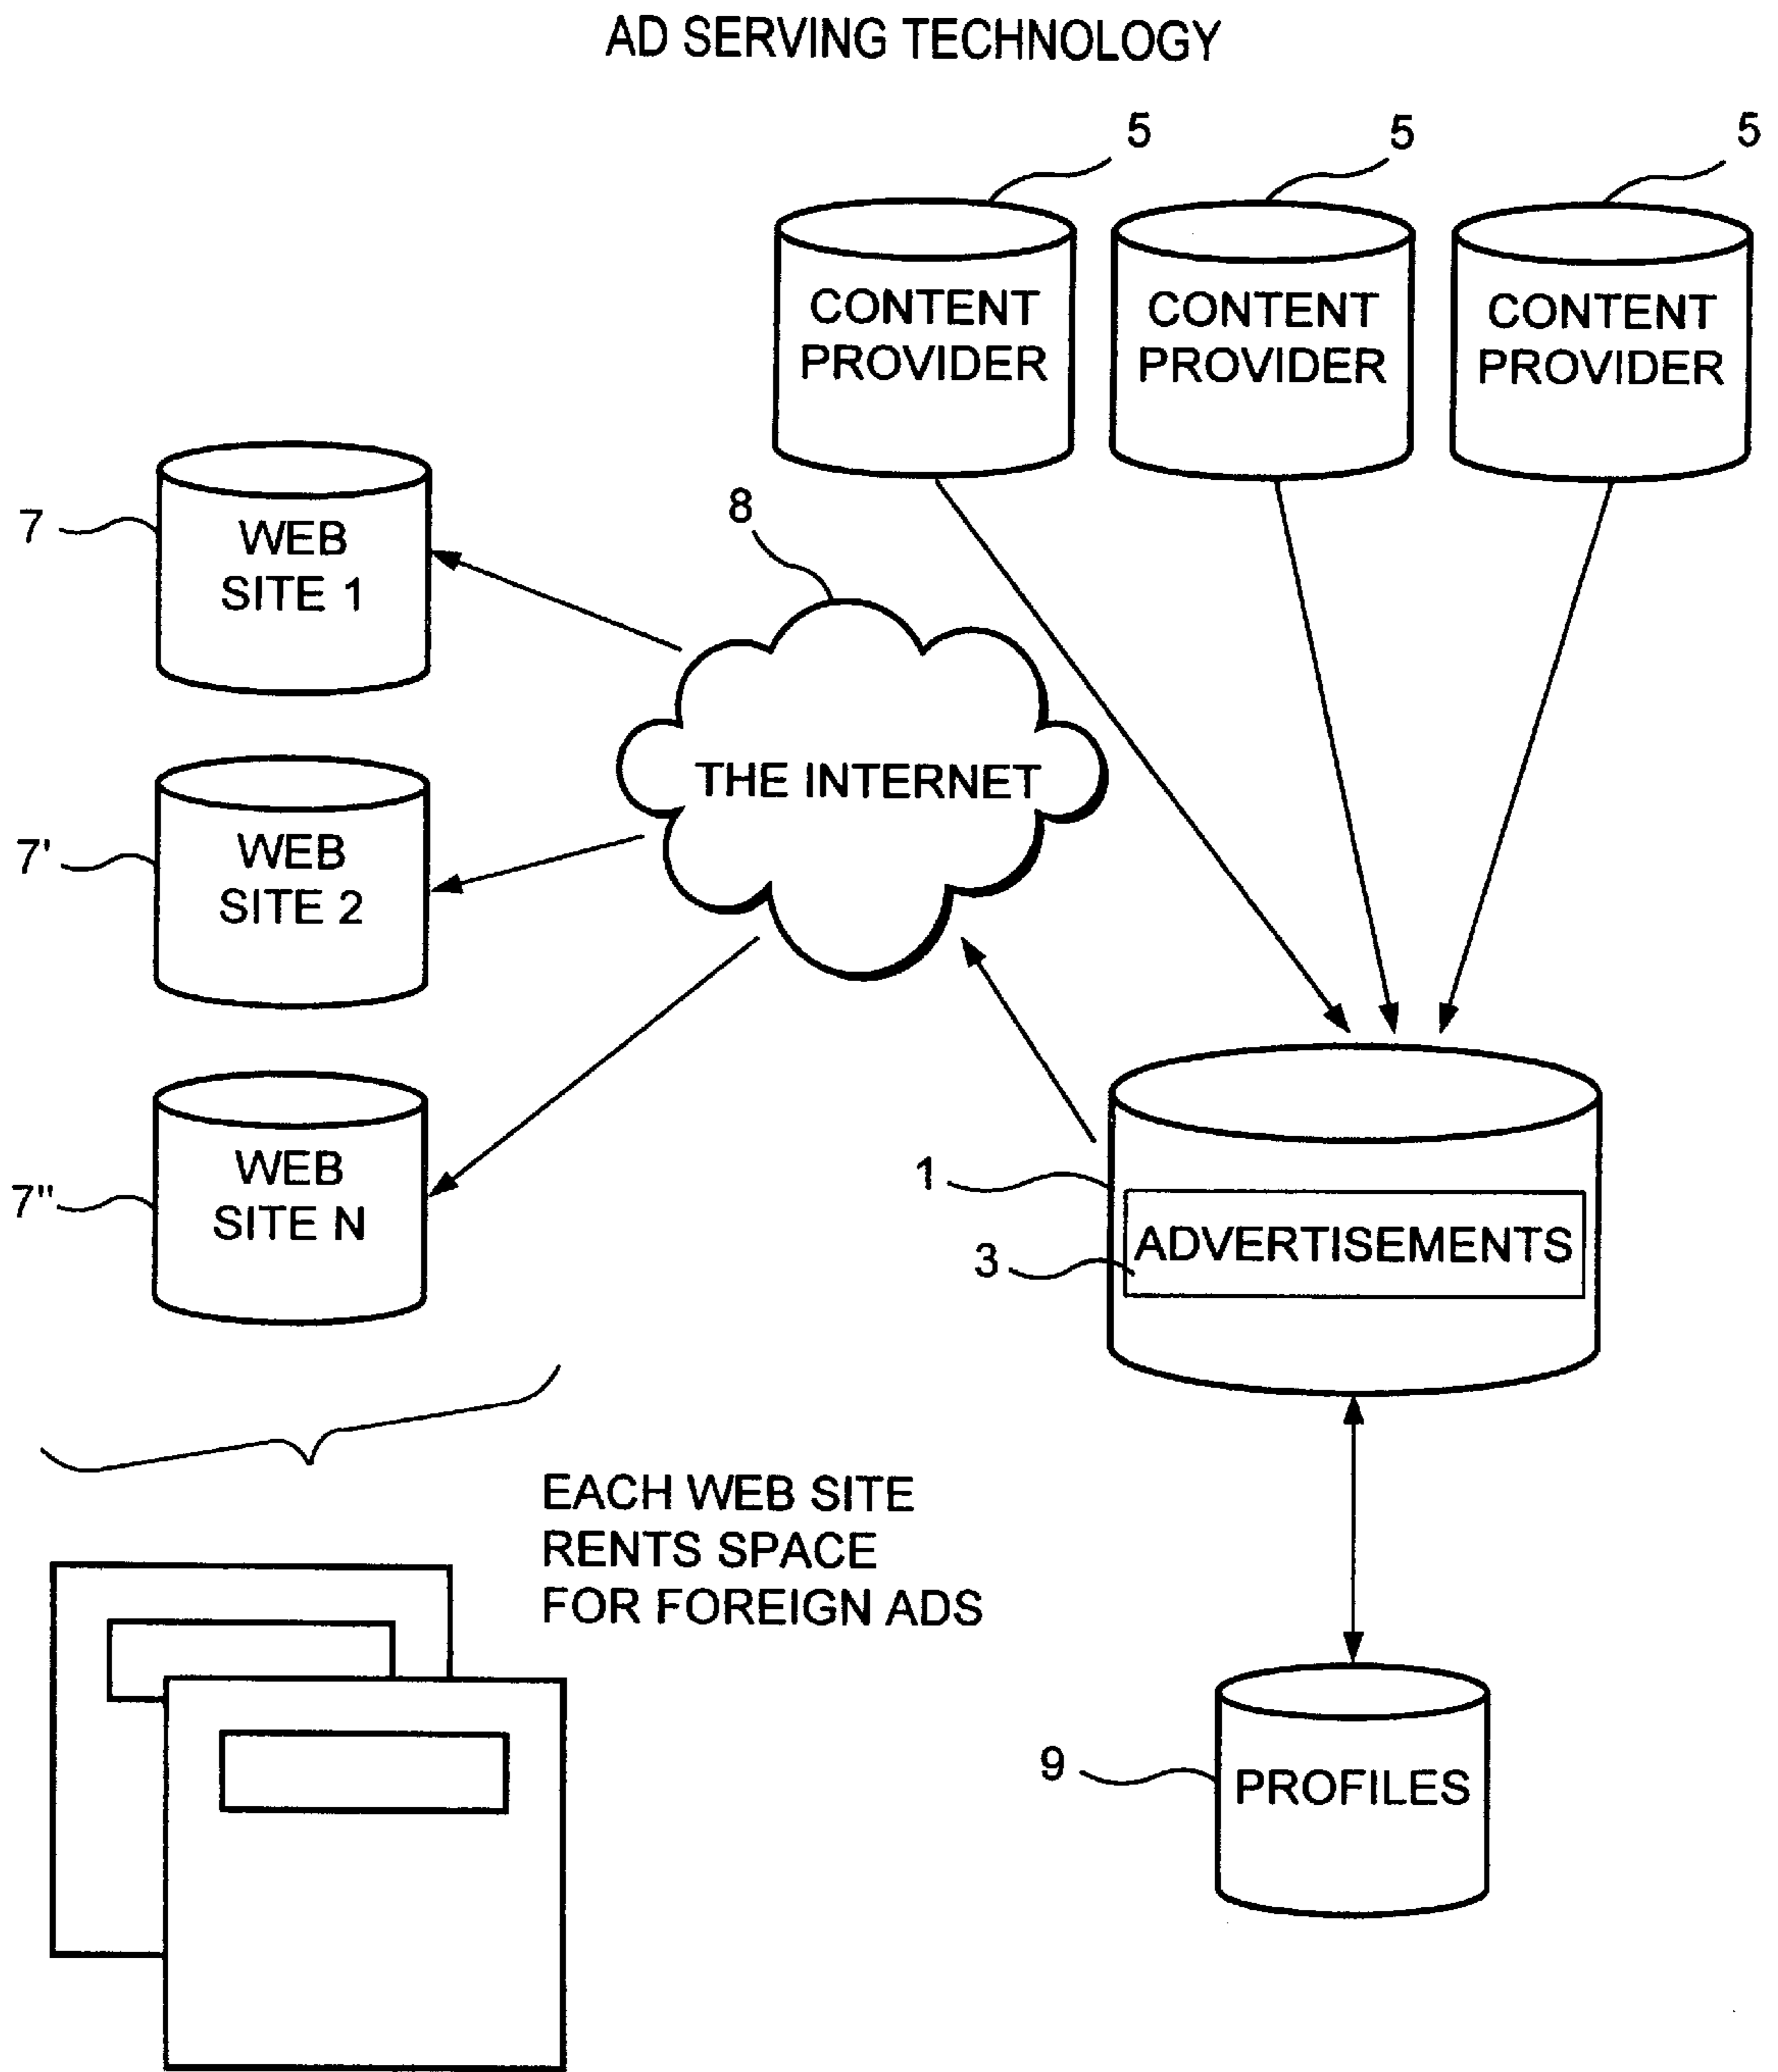 AD SERVING TECHNOLOGY
5
5
5
CONTENT
PROVIDER
CONTENT
PROVIDER
CONTENT
PROVIDER
8
7
WEB
SITE 1
THE INTERNET
7'
WEB
SITE 2
7"
WEB
SITE N
1
ADVERTISEMENTS
3
EACH WEB SITE
RENTS SPACE
FOR FOREIGN ADS
9
PROFILES